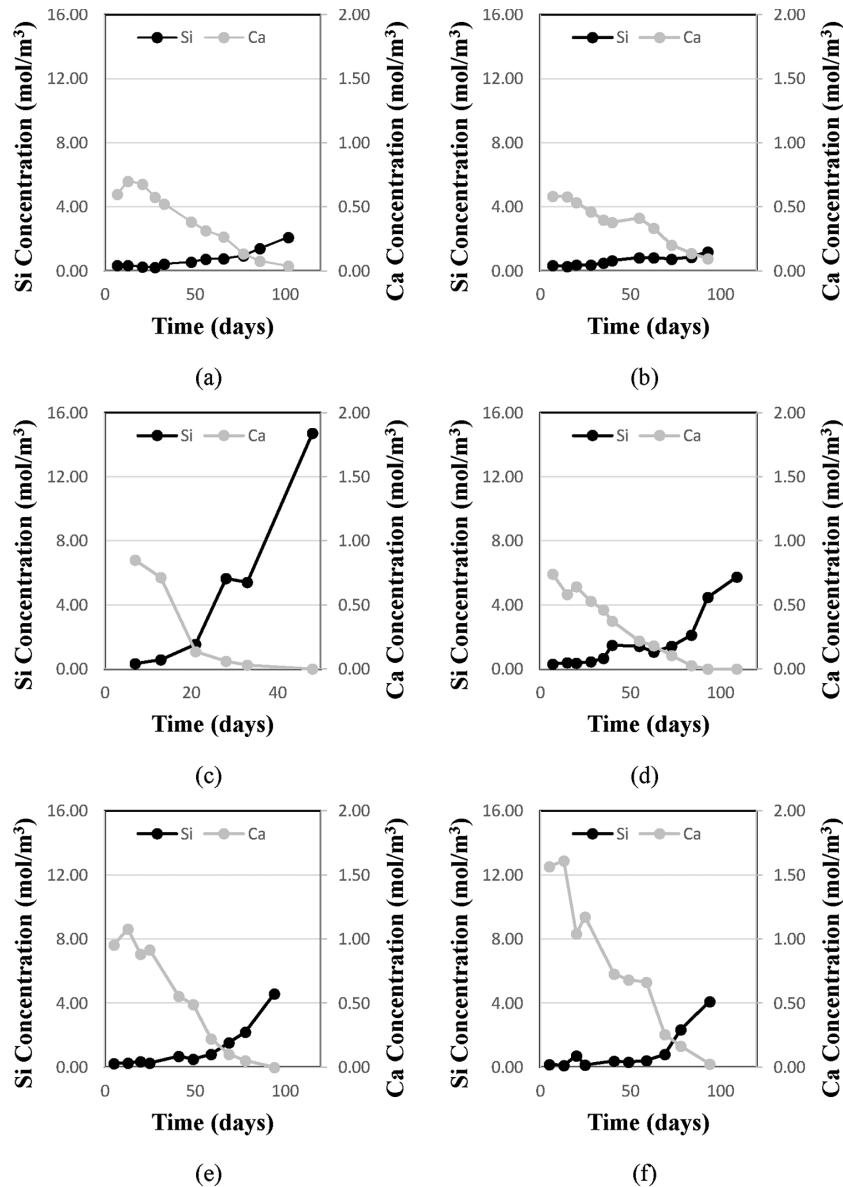 16.00 2.00
Si Ca
12.00 1.50
8.00 1.00
4.00 0.50
0.00 0.00
0 50 100
Si Concentration (mol/m³)
Ca Concentration (mol/m³)
Time (days)
(a)
16.00 2.00
Si Ca
12.00 1.50
8.00 1.00
4.00 0.50
0.00 0.00
0 50 100
Si Concentration (mol/m³)
Ca Concentration (mol/m³)
Time (days)
(b)
16.00 2.00
Si Ca
12.00 1.50
8.00 1.00
4.00 0.50
0.00 0.00
0 20 40
Si Concentration (mol/m³)
Ca Concentration (mol/m³)
Time (days)
(c)
16.00 2.00
Si Ca
12.00 1.50
8.00 1.00
4.00 0.50
0.00 0.00
0 50 100
Si Concentration (mol/m³)
Ca Concentration (mol/m³)
Time (days)
(d)
16.00 2.00
Si Ca
12.00 1.50
8.00 1.00
4.00 0.50
0.00 0.00
0 50 100
Si Concentration (mol/m³)
Ca Concentration (mol/m³)
Time (days)
(e)
16.00 2.00
Si Ca
12.00 1.50
8.00 1.00
4.00 0.50
0.00 0.00
0 50 100
Si Concentration (mol/m³)
Ca Concentration (mol/m³)
Time (days)
(f)